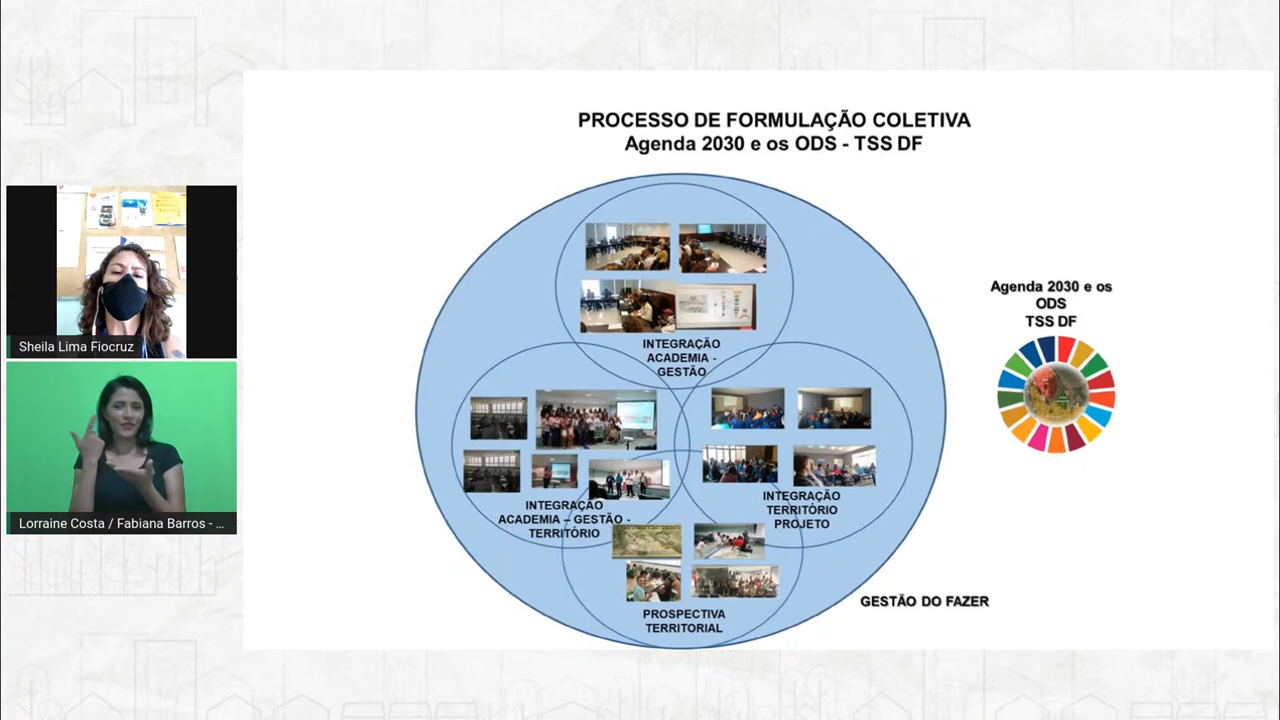 PROCESSO DE FORMULAÇÃO COLETIVA
Agenda 2030 e os ODS - TSS DF
Sheila Lima Fiocruz
Lorraine Costa / Fabiana Barros - ...
INTEGRAÇÃO
ACADEMIA -
GESTÃO
INTEGRAÇÃO
ACADEMIA – GESTÃO -
TERRITÓRIO
INTEGRAÇÃO
TERRITÓRIO
PROJETO
PROSPECTIVA
TERRITORIAL
Agenda 2030 e os
ODS
TSS DF
GESTÃO DO FAZER